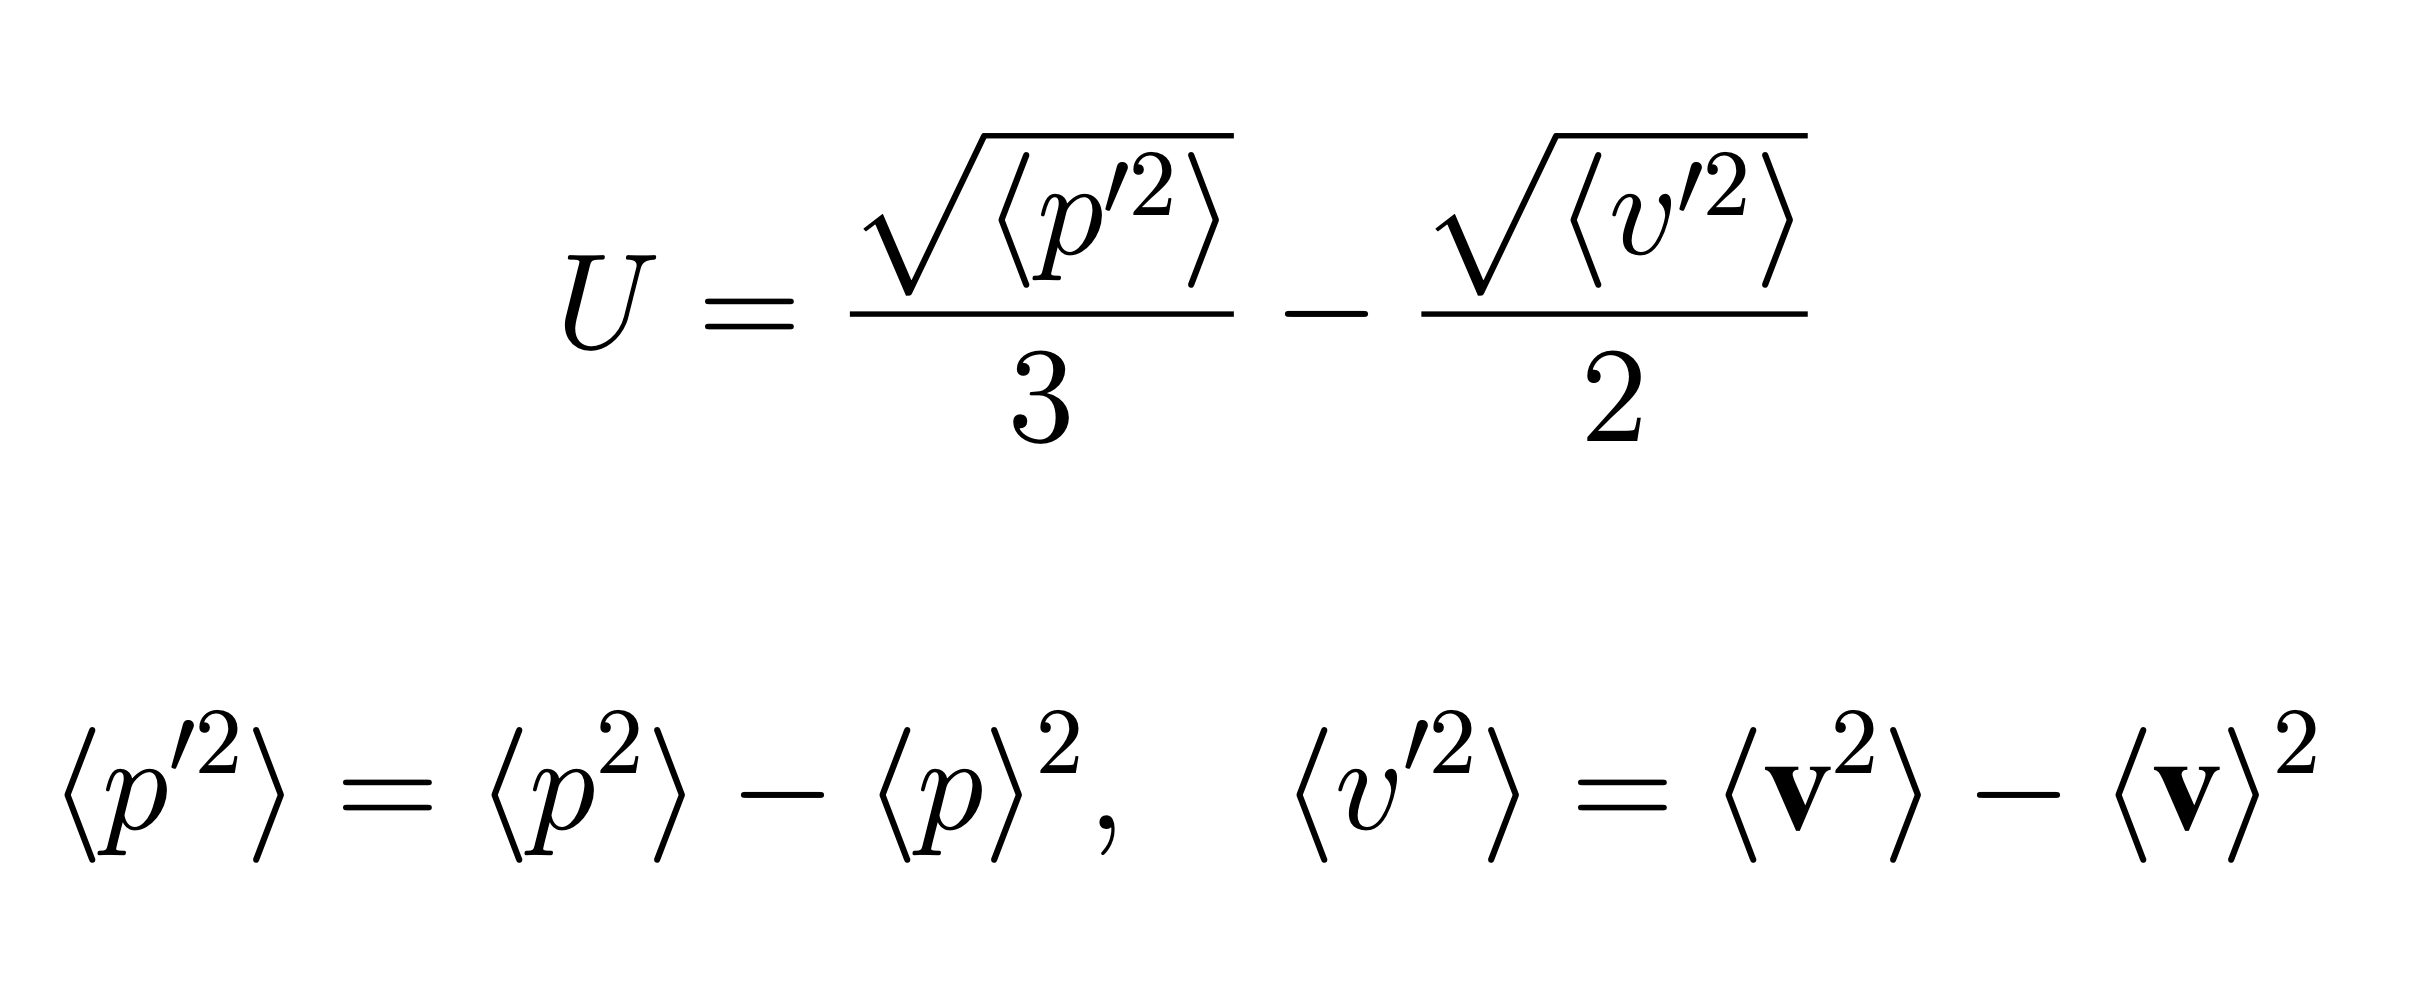 U = \frac{\sqrt{\langle p'^2 \rangle}}{3} - \frac{\sqrt{\langle v'^2 \rangle}}{2}
\langle p'^2 \rangle = \langle p^2 \rangle - \langle p \rangle^2, \langle v'^2 \rangle = \langle \mathbf{v}^2 \rangle - \langle \mathbf{v} \rangle^2